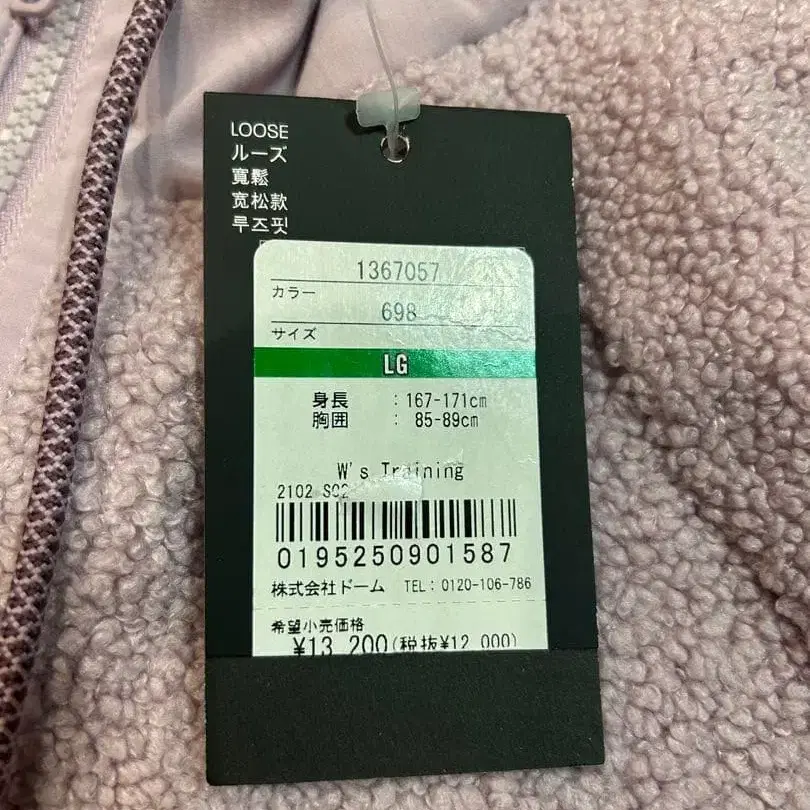 LOOSE
ルーズ
寬鬆
宽松款
루즈핏
1367057
カラー
698
サイズ
LG
身長 : 167-171cm
胸囲 : 85-89cm
W's Training
2102 S02
0195250901587
株式会社ドーム TEL: 0120-106-786
希望小売価格
¥13,200(税抜¥12,000)